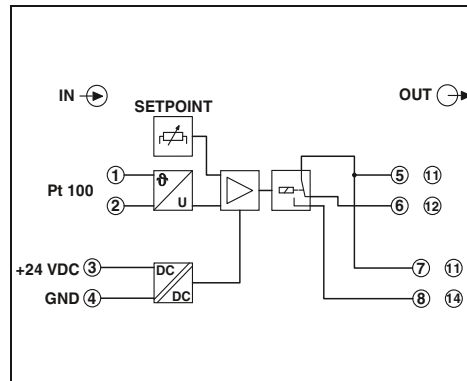 IN OUT
SETPOINT
Pt 100 1 ϑ 5 11
2 U 6 12
+24 VDC 3 DC 7 11
GND 4 DC 8 14